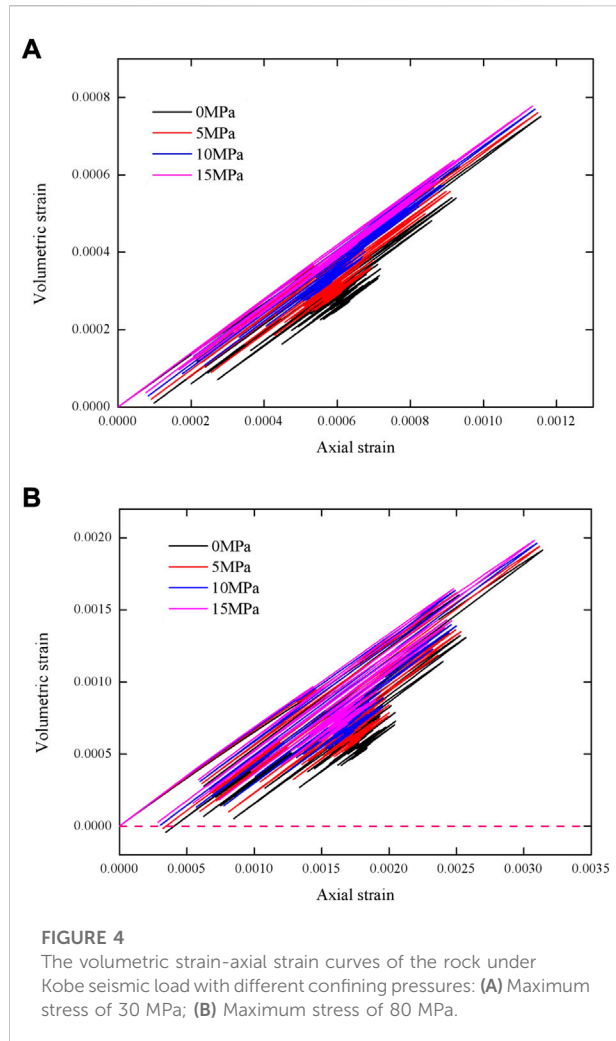 A
0.0008
0.0006
0.0004
0.0002
0.0000
Volumetric strain
0MPa
5MPa
10MPa
15MPa
0.0000 0.0002 0.0004 0.0006 0.0008 0.0010 0.0012
Axial strain
B
0.0020
0.0015
0.0010
0.0005
0.0000
Volumetric strain
0MPa
5MPa
10MPa
15MPa
0.0000 0.0005 0.0010 0.0015 0.0020 0.0025 0.0030 0.0035
Axial strain
FIGURE 4
The volumetric strain-axial strain curves of the rock under
Kobe seismic load with different confining pressures: (A) Maximum
stress of 30 MPa; (B) Maximum stress of 80 MPa.